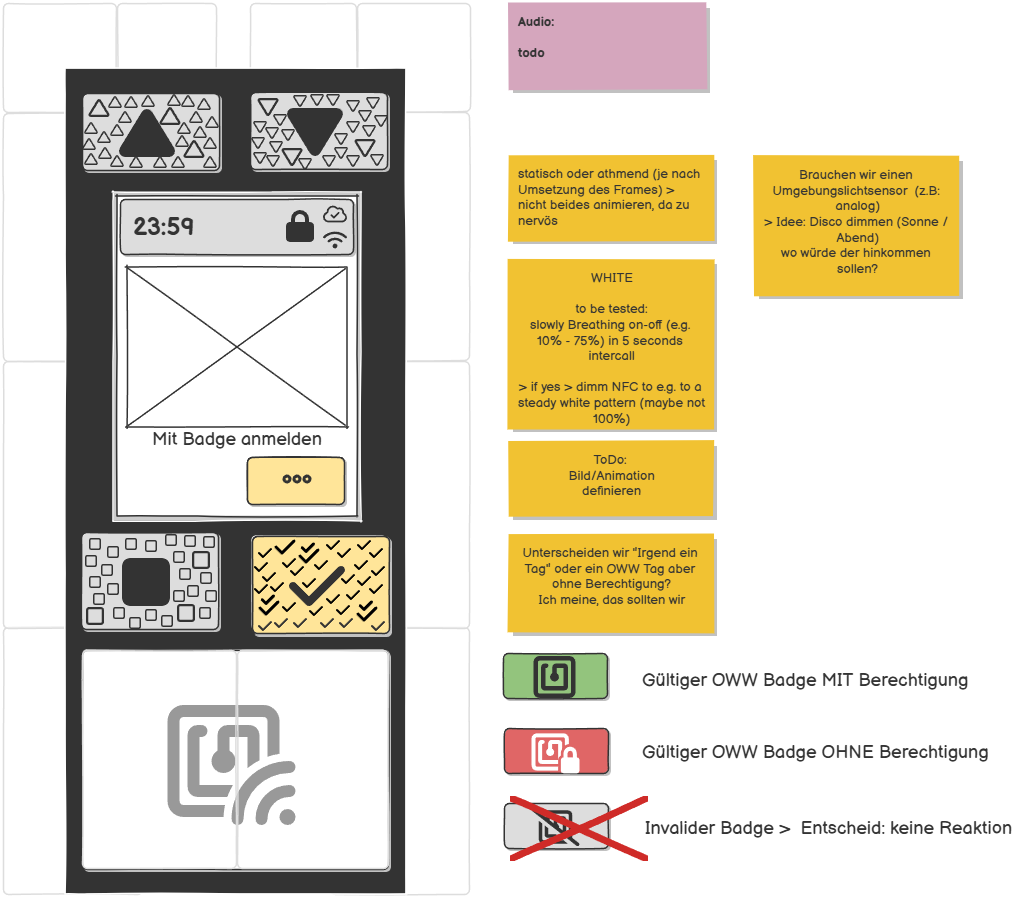 Audio:
todo
statisch oder athmend (je nach
Umsetzung des Frames) >
nicht beides animieren, da zu
nervös
Brauchen wir einen
Umgebungslichtsensor (z.B:
analog)
> Idee: Disco dimmen (Sonne /
Abend)
wo würde der hinkommen
sollen?
23:59
WHITE
to be tested:
slowly Breathing on-off (e.g.
10% - 75%) in 5 seconds
intercall
> if yes > dimm NFC to e.g. to a
steady white pattern (maybe not
100%)
Mit Badge anmelden
ToDo:
Bild/Animation
definieren
Unterscheiden wir "Irgend ein
Tag" oder ein OWW Tag aber
ohne Berechtigung?
Ich meine, das sollten wir
Gültiger OWW Badge MIT Berechtigung
Gültiger OWW Badge OHNE Berechtigung
Invalider Badge > Entscheid: keine Reaktion